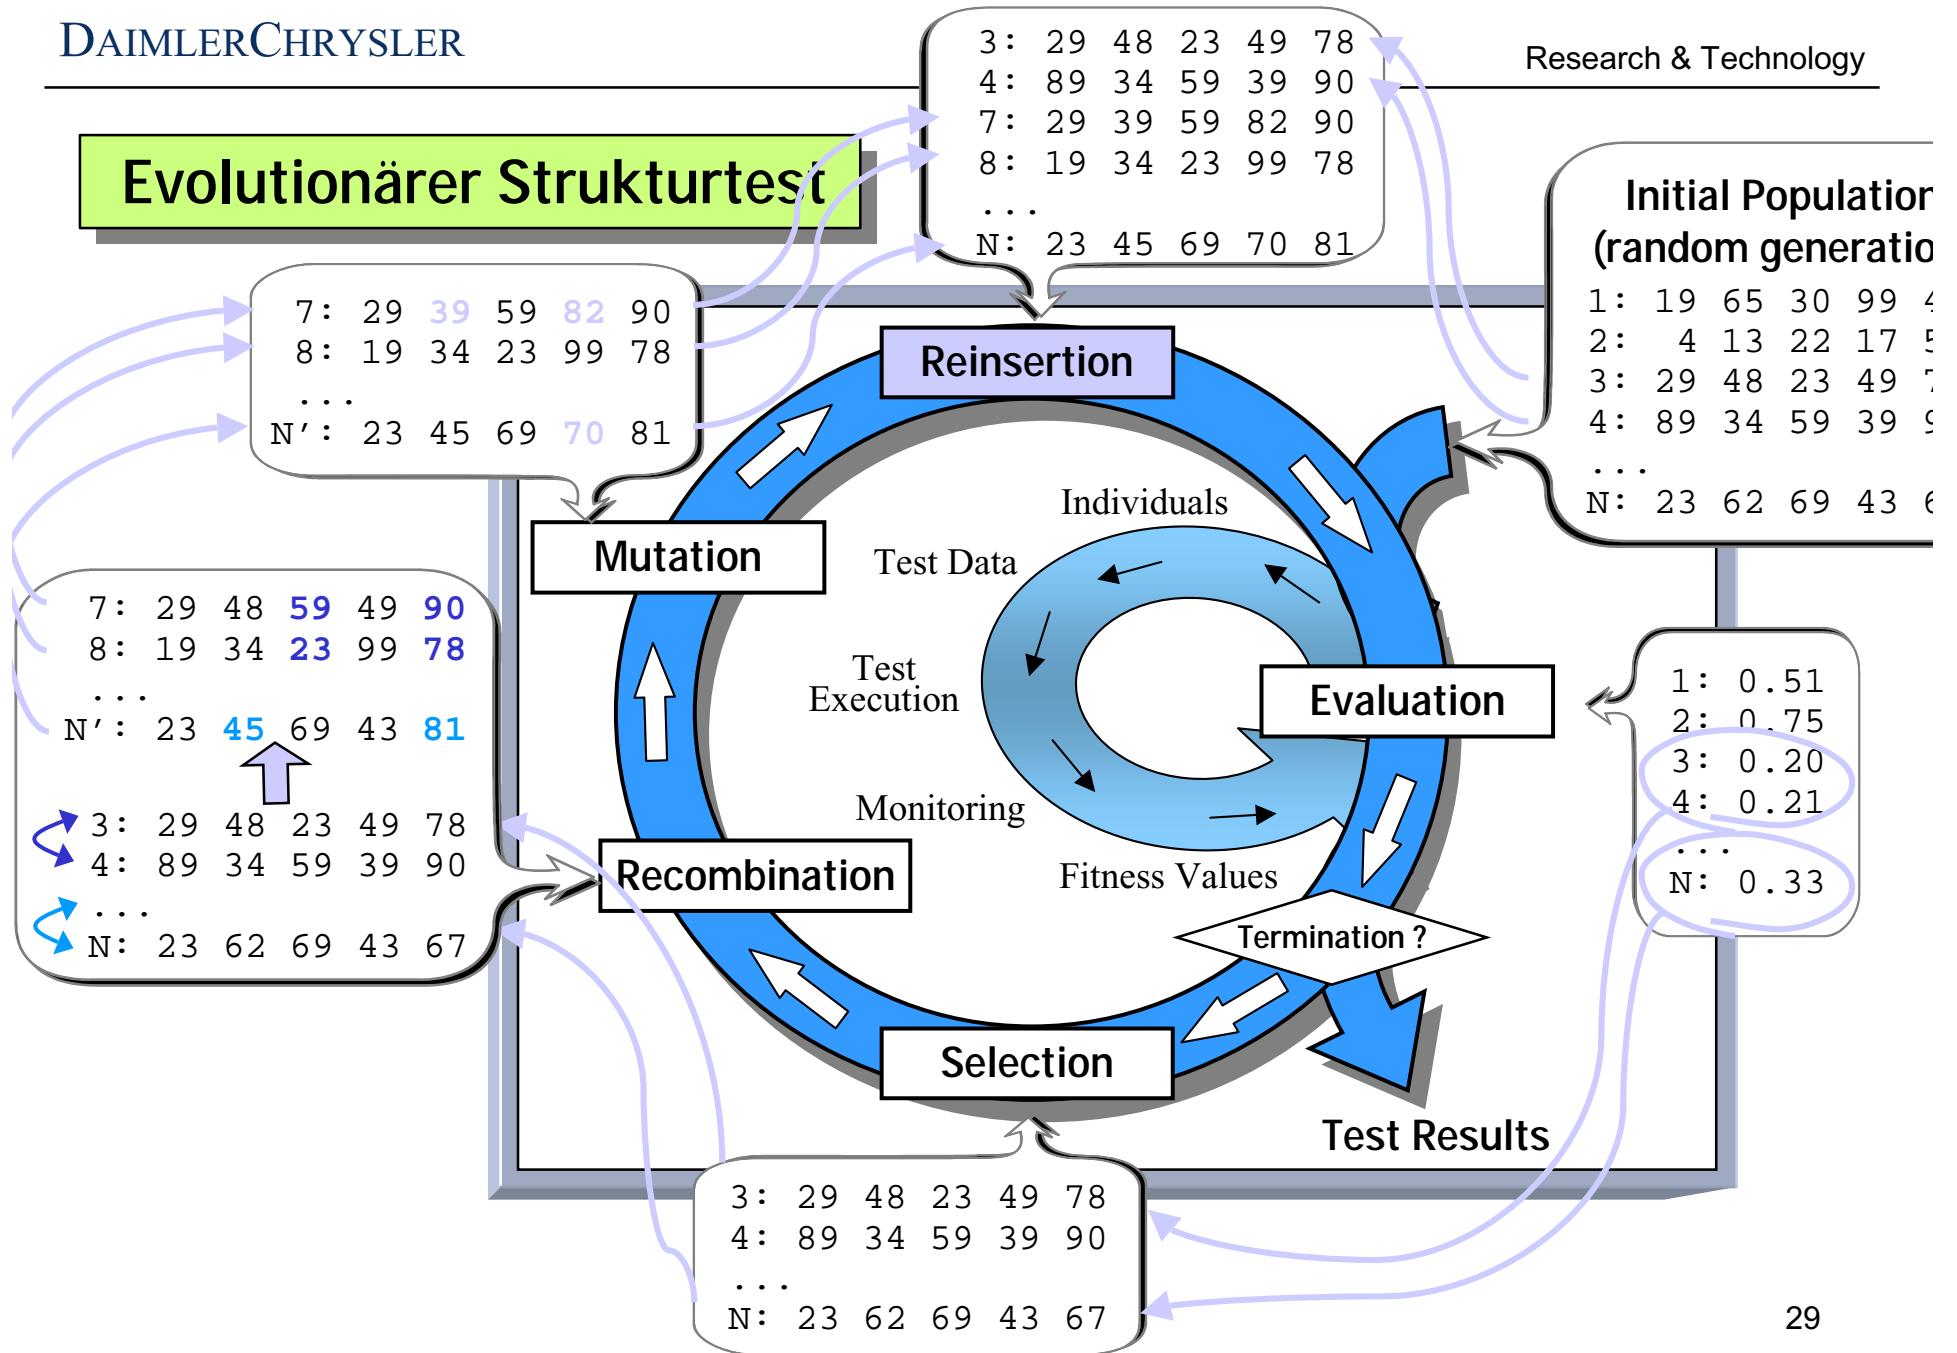 DAIMLERCHRYSLER
Research & Technology
Evolutionärer Strukturtest
3: 29 48 23 49 78
4: 89 34 59 39 90
7: 29 39 59 82 90
8: 19 34 23 99 78
...
N: 23 45 69 70 81
Initial Population
(random generatio
1: 19 65 30 99 4
2: 4 13 22 17 5
3: 29 48 23 49 7
4: 89 34 59 39 9
...
N: 23 62 69 43 6
7: 29 39 59 82 90
8: 19 34 23 99 78
...
N': 23 45 69 70 81
Reinsertion
Mutation
Individuals
Test Data
Test
Execution
Monitoring
Fitness Values
Evaluation
1: 0.51
2: 0.75
3: 0.20
4: 0.21
...
N: 0.33
7: 29 48 59 49 90
8: 19 34 23 99 78
...
N': 23 45 69 43 81
3: 29 48 23 49 78
4: 89 34 59 39 90
...
N: 23 62 69 43 67
Recombination
Termination ?
Selection
Test Results
3: 29 48 23 49 78
4: 89 34 59 39 90
...
N: 23 62 69 43 67
29